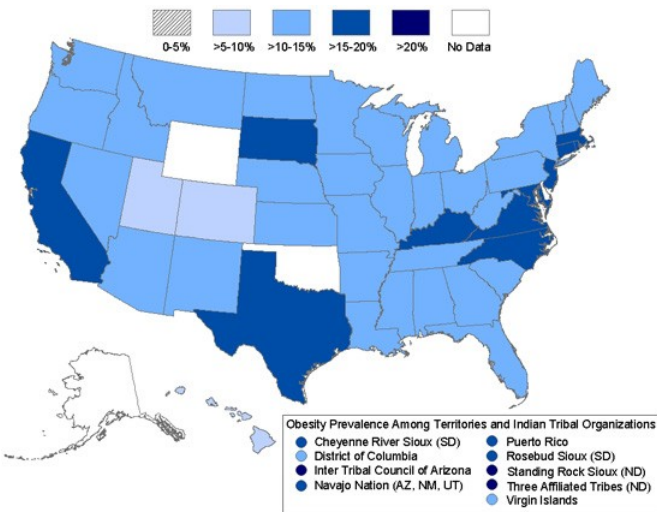 0-5% >5-10% >10-15% >15-20% >20% No Data
Obesity Prevalence Among Territories and Indian Tribal Organizations
Cheyenne River Sioux (SD)
District of Columbia
Inter Tribal Council of Arizona
Navajo Nation (AZ, NM, UT)
Puerto Rico
Rosebud Sioux (SD)
Standing Rock Sioux (ND)
Three Affiliated Tribes (ND)
Virgin Islands